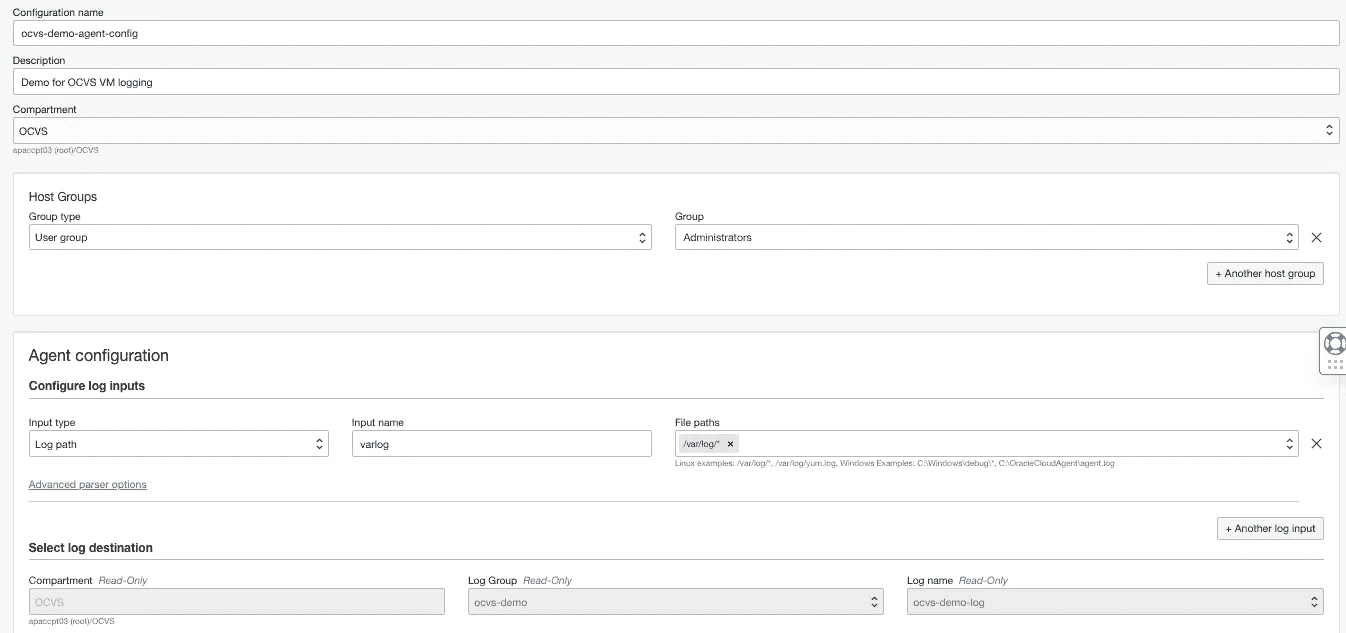 Configuration name
ocvs-demo-agent-config
Description
Demo for OCVS VM logging
Compartment
OCVS
apaccpt03 (root)/OCVS
Host Groups
Group type
Group
User group
Administrators
+ Another host group
Agent configuration
Configure log inputs
Input type
Input name
File paths
Log path
varlog
/var/log/*
Linux examples: /var/log/*, /var/log/yum.log, Windows Examples: C:\Windows\debug\*, C:\OracleCloudAgent\agent.log
Advanced parser options
+ Another log input
Select log destination
Compartment Read-Only
Log Group Read-Only
Log name Read-Only
OCVS
ocvs-demo
ocvs-demo-log
apaccpt03 (root)/OCVS